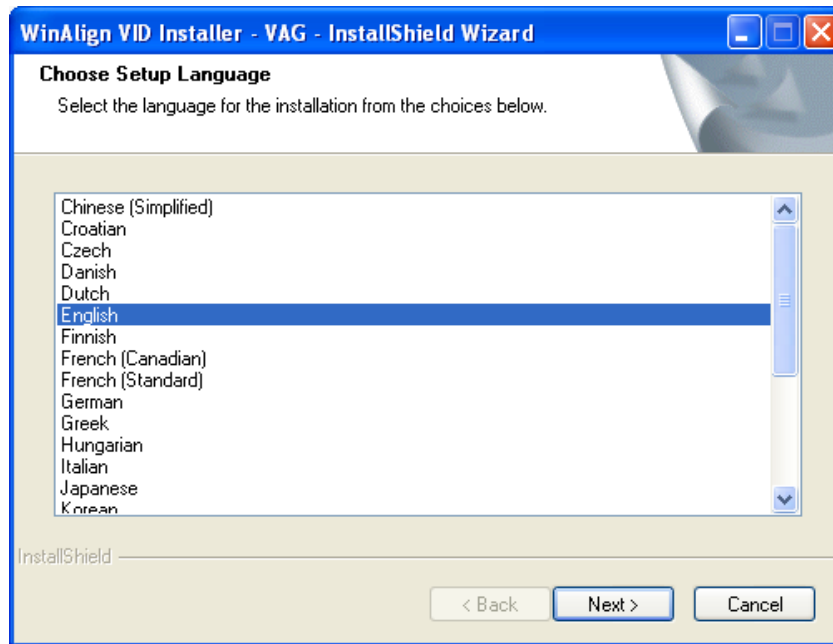 WinAlign VID Installer - VAG - InstallShield Wizard
Choose Setup Language
Select the language for the installation from the choices below.
Chinese (Simplified)
Croatian
Czech
Danish
Dutch
English
Finnish
French (Canadian)
French (Standard)
German
Greek
Hungarian
Italian
Japanese
Korean
InstallShield
< Back Next > Cancel